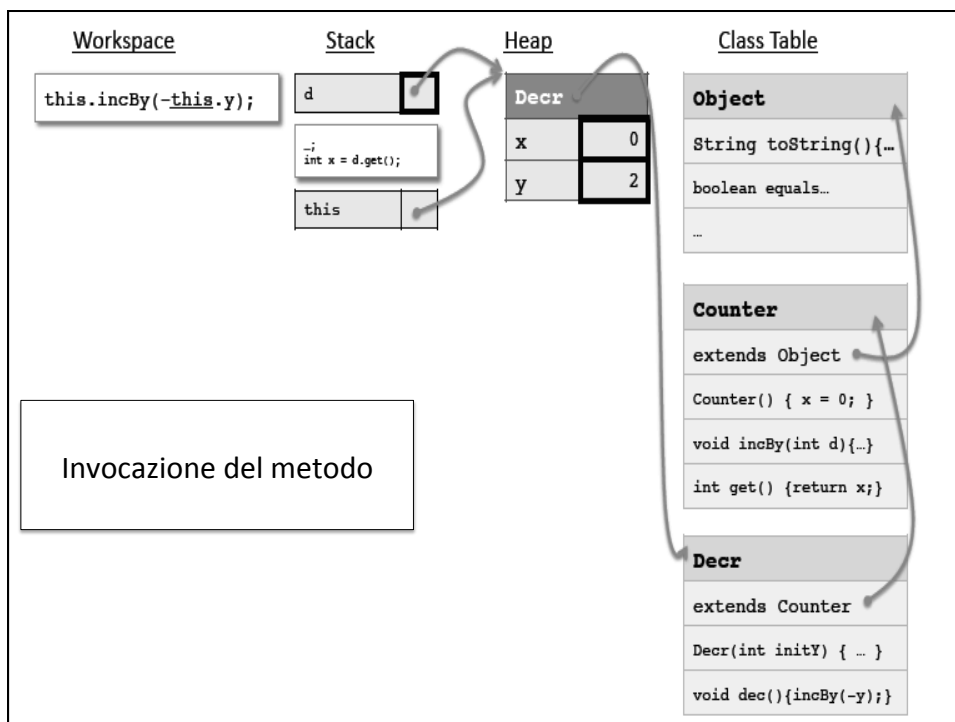 Workspace
Stack
Heap
Class Table
this.incBy(-this.y);
d
_;
int x = d.get();
this
Decr
x 0
y 2
Object
String toString(){…
boolean equals…
…
Counter
extends Object
Counter() { x = 0; }
void incBy(int d){…}
int get() {return x;}
Decr
extends Counter
Decr(int initY) { … }
void dec(){incBy(-y);}
Invocazione del metodo